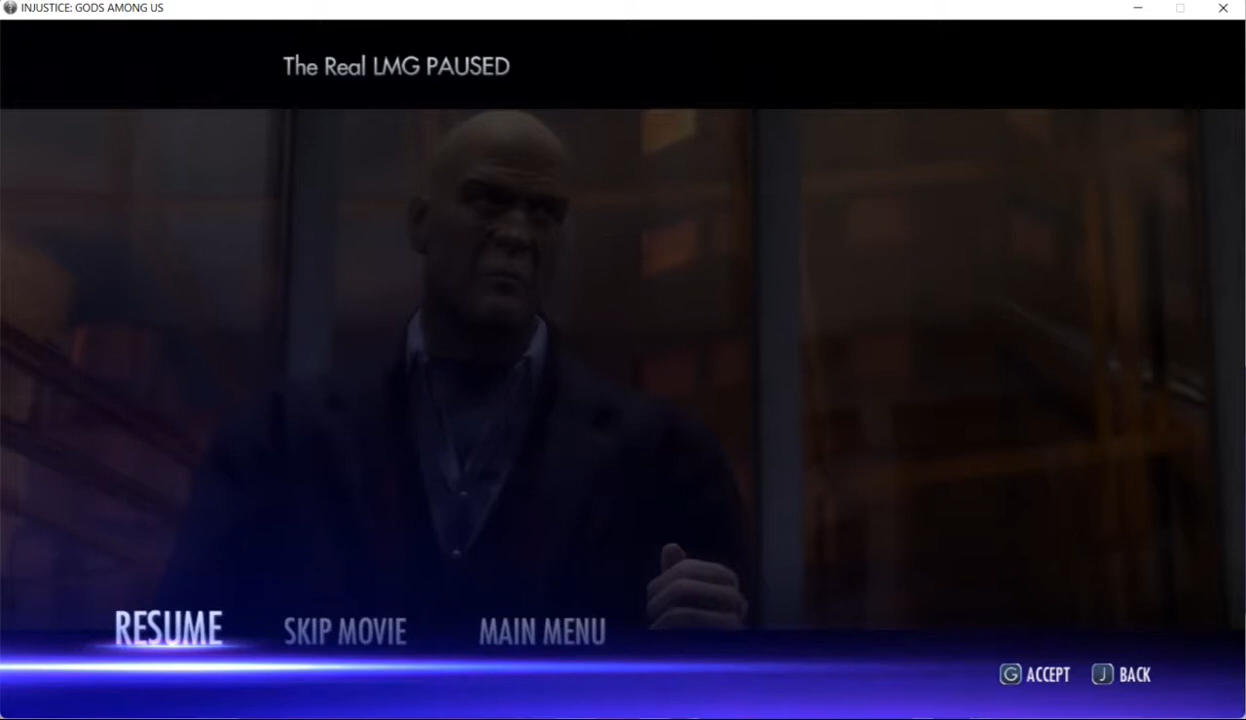 INJUSTICE: GODS AMONG US
The Real LMG PAUSED
RESUME SKIP MOVIE MAIN MENU
G ACCEPT J BACK